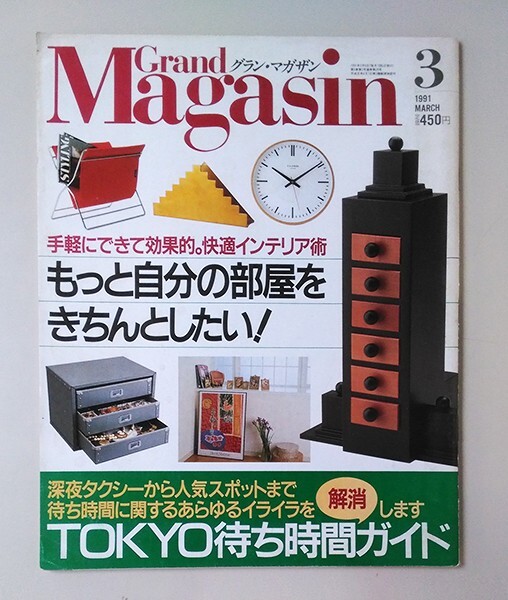 Grand
グラン・マガザン
Magasin
3
1991
MARCH
450円
STYLING
手軽にできて効果的。快適インテリア術
もっと自分の部屋を
きちんとしたい!
深夜タクシーから人気スポットまで
待ち時間に関するあらゆるイライラを解消します
TOKYO待ち時間ガイド